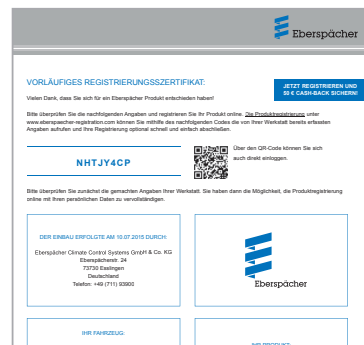 Eberspächer
VORLÄUFIGES REGISTRIERUNGSSZERTIFIKAT:
JETZT REGISTRIEREN UND
50 € CASH-BACK SICHERN!
Vielen Dank, dass Sie sich für ein Eberspächer Produkt entschieden haben!
Bitte überprüfen Sie die nachfolgenden Angaben und registrieren Sie Ihr Produkt online. Die Produktregistrierung unter
www.eberspaecher-registration.com können Sie mithilfe des nachfolgenden Codes die von Ihrer Werkstatt bereits erfassten
Angaben aufrufen und Ihre Registrierung optional schnell und einfach abschließen.
NHTJY4CP
Über den QR-Code können Sie sich
auch direkt einloggen.
Bitte überprüfen Sie zunächst die gemachten Angaben Ihrer Werkstatt. Sie haben dann die Möglichkeit, die Produktregistrierung
online mit Ihren persönlichen Daten zu vervollständigen.
DER EINBAU ERFOLGTE AM 10.07.2015 DURCH:
Eberspächer Climate Control Systems GmbH & Co. KG
Eberspächerstr. 24
73730 Esslingen
Deutschland
Telefon: +49 (711) 93900
Eberspächer
IHR FAHRZEUG:
IHR PRODUKT: